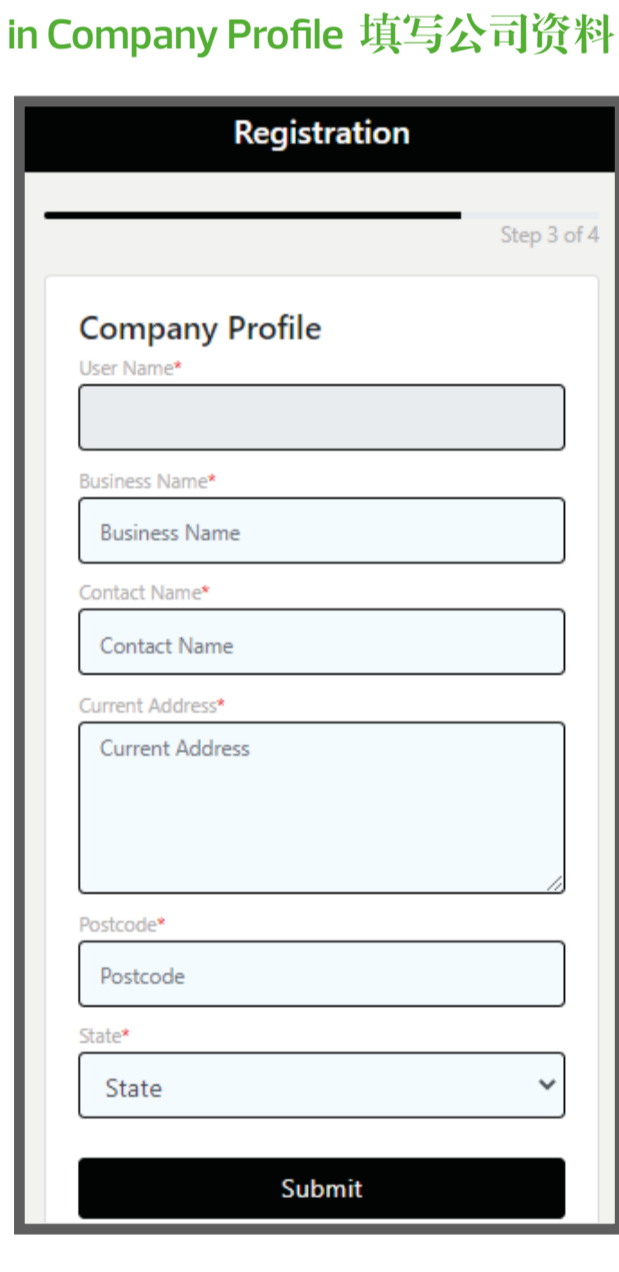 in Company Profile 填写公司资料
Registration
Step 3 of 4
Company Profile
User Name*
Business Name*
Business Name
Contact Name*
Contact Name
Current Address*
Current Address
Postcode*
Postcode
State*
State
Submit